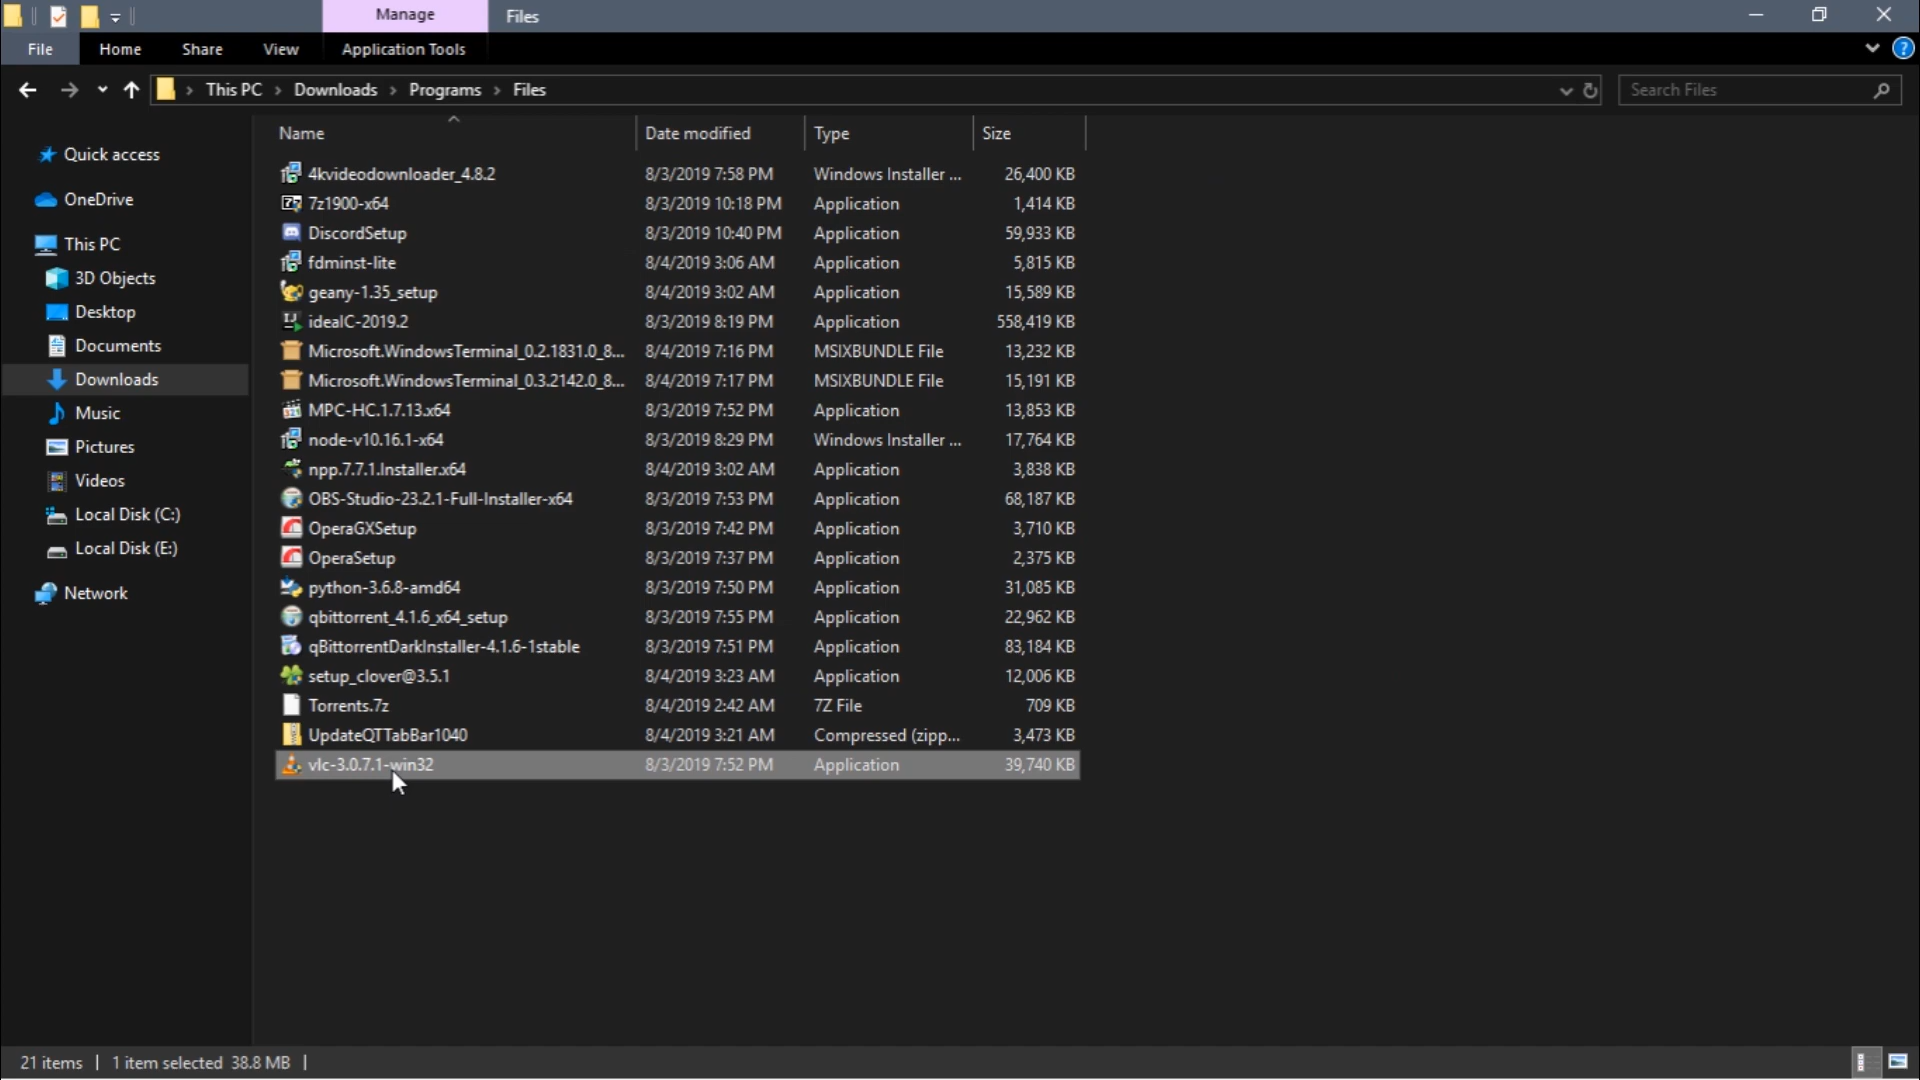 Manage
Files
File
Home
Share
View
Application Tools
This PC > Downloads > Programs > Files
Search Files
Name
Date modified
Type
Size
Quick access
OneDrive
This PC
3D Objects
Desktop
Documents
Downloads
Music
Pictures
Videos
Local Disk (C:)
Local Disk (E:)
Network
4kvideodownloader_4.8.2 8/3/2019 7:58 PM Windows Installer ... 26,400 KB
7z1900-x64 8/3/2019 10:18 PM Application 1,414 KB
DiscordSetup 8/3/2019 10:40 PM Application 59,933 KB
fdminst-lite 8/4/2019 3:06 AM Application 5,815 KB
geany-1.35_setup 8/4/2019 3:02 AM Application 15,589 KB
ideaIC-2019.2 8/3/2019 8:19 PM Application 558,419 KB
Microsoft.WindowsTerminal_0.2.1831.0_8... 8/4/2019 7:16 PM MSIXBUNDLE File 13,232 KB
Microsoft.WindowsTerminal_0.3.2142.0_8... 8/4/2019 7:17 PM MSIXBUNDLE File 15,191 KB
MPC-HC.1.7.13.x64 8/3/2019 7:52 PM Application 13,853 KB
node-v10.16.1-x64 8/3/2019 8:29 PM Windows Installer ... 17,764 KB
npp.7.7.1.Installer.x64 8/4/2019 3:02 AM Application 3,838 KB
OBS-Studio-23.2.1-Full-Installer-x64 8/3/2019 7:53 PM Application 68,187 KB
OperaGXSetup 8/3/2019 7:42 PM Application 3,710 KB
OperaSetup 8/3/2019 7:37 PM Application 2,375 KB
python-3.6.8-amd64 8/3/2019 7:50 PM Application 31,085 KB
qbittorrent_4.1.6_x64_setup 8/3/2019 7:55 PM Application 22,962 KB
qBittorrentDarkInstaller-4.1.6-1stable 8/3/2019 7:51 PM Application 83,184 KB
setup_clover@3.5.1 8/4/2019 3:23 AM Application 12,006 KB
Torrents.7z 8/4/2019 2:42 AM 7Z File 709 KB
UpdateQTTabBar1040 8/4/2019 3:21 AM Compressed (zipp... 3,473 KB
vlc-3.0.7.1-win32 8/3/2019 7:52 PM Application 39,740 KB
21 items | 1 item selected 38.8 MB |